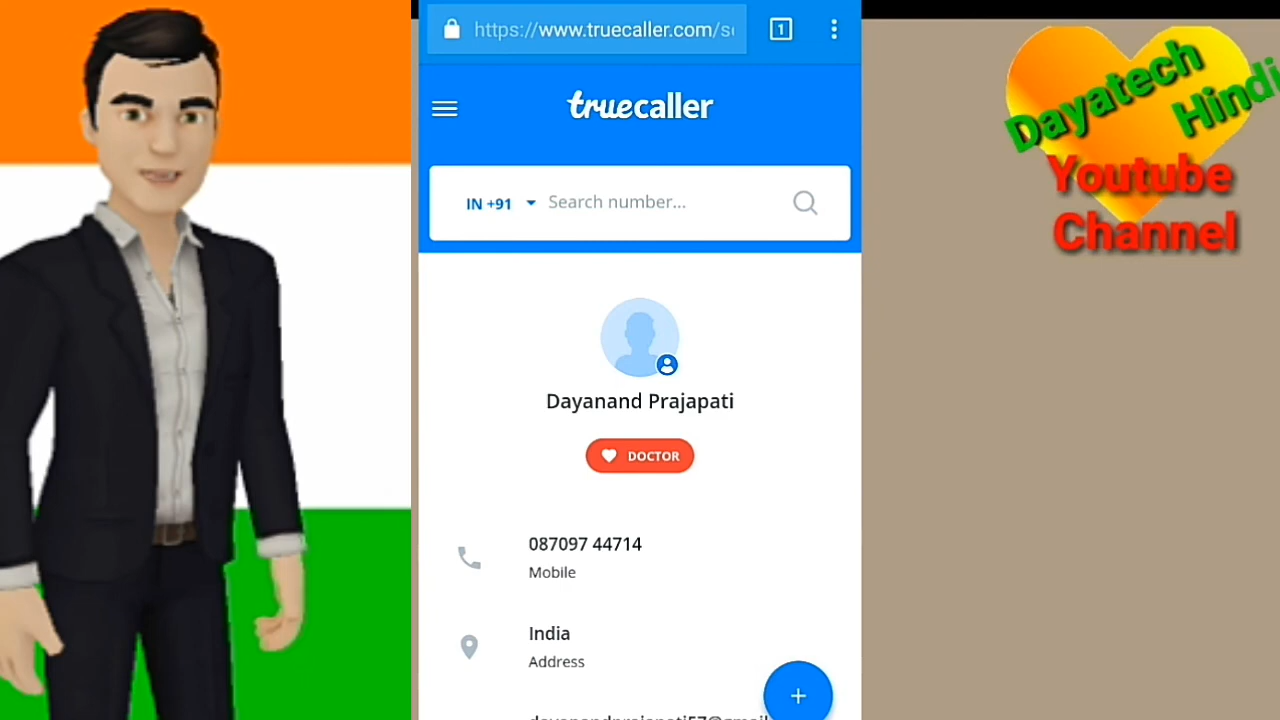 https://www.truecaller.com/se
1
truecaller
IN +91 Search number...
Dayanand Prajapati
DOCTOR
087097 44714
Mobile
India
Address
Dayatech
Hindi
Youtube
Channel